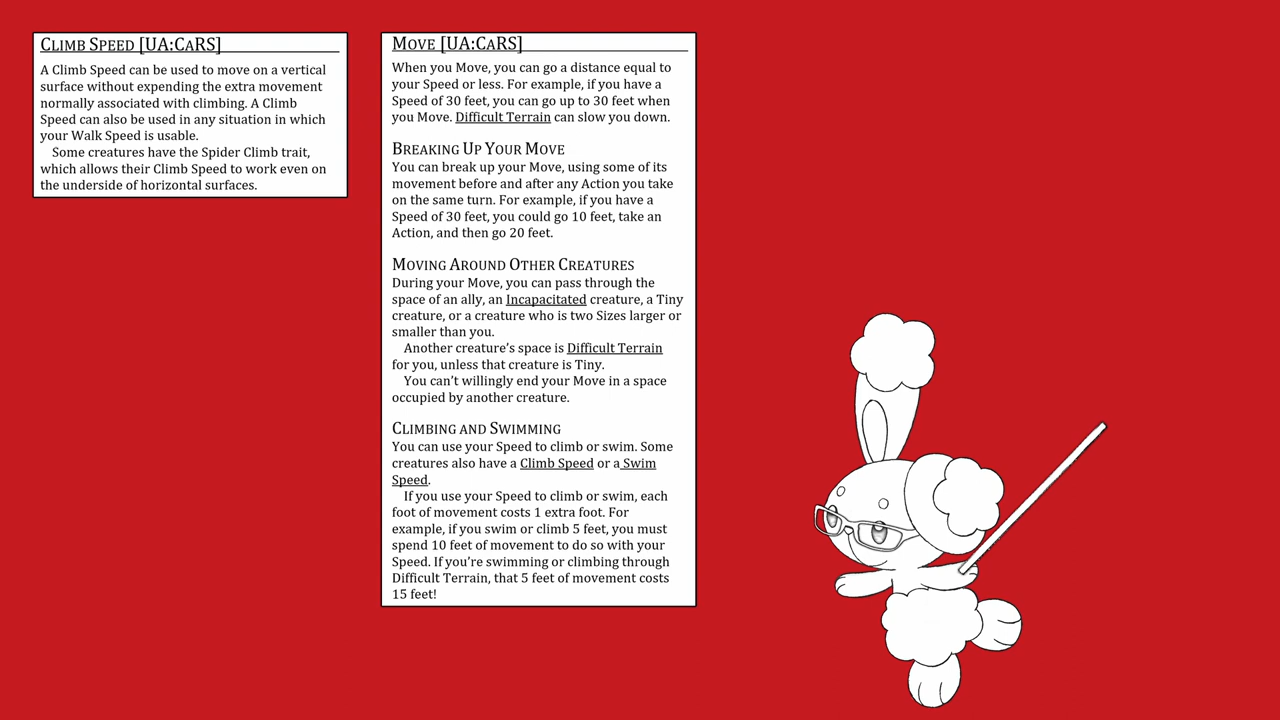 CLIMB SPEED [UA:CARS]
A Climb Speed can be used to move on a vertical
surface without expending the extra movement
normally associated with climbing. A Climb
Speed can also be used in any situation in which
your Walk Speed is usable.
Some creatures have the Spider Climb trait,
which allows their Climb Speed to work even on
the underside of horizontal surfaces.
MOVE [UA:CARS]
When you Move, you can go a distance equal to
your Speed or less. For example, if you have a
Speed of 30 feet, you can go up to 30 feet when
you Move. Difficult Terrain can slow you down.
BREAKING UP YOUR MOVE
You can break up your Move, using some of its
movement before and after any Action you take
on the same turn. For example, if you have a
Speed of 30 feet, you could go 10 feet, take an
Action, and then go 20 feet.
MOVING AROUND OTHER CREATURES
During your Move, you can pass through the
space of an ally, an Incapacitated creature, a Tiny
creature, or a creature who is two Sizes larger or
smaller than you.
Another creature's space is Difficult Terrain
for you, unless that creature is Tiny.
You can't willingly end your Move in a space
occupied by another creature.
CLIMBING AND SWIMMING
You can use your Speed to climb or swim. Some
creatures also have a Climb Speed or a Swim
Speed.
If you use your Speed to climb or swim, each
foot of movement costs 1 extra foot. For
example, if you swim or climb 5 feet, you must
spend 10 feet of movement to do so with your
Speed. If you're swimming or climbing through
Difficult Terrain, that 5 feet of movement costs
15 feet!